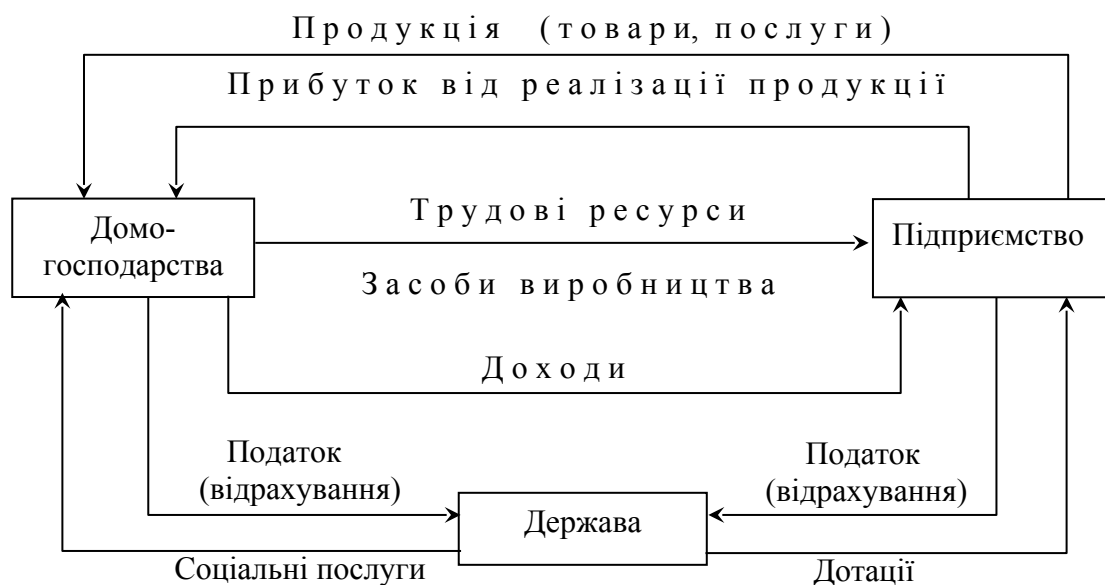 Продукція (товари, послуги)
Прибуток від реалізації продукції
Трудові ресурси
Домо-
господарства
Підприємство
Засоби виробництва
Доходи
Податок
(відрахування)
Податок
(відрахування)
Держава
Соціальні послуги
Дотації